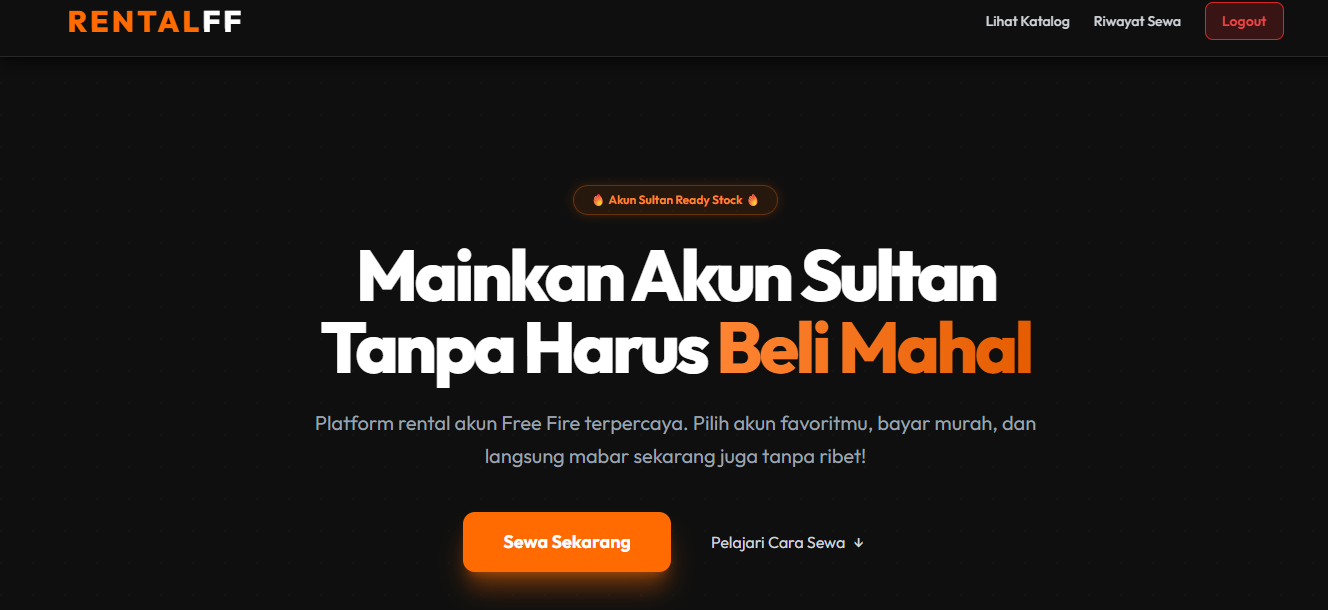 RENTALFF
Lihat Katalog
Riwayat Sewa
Logout
🔥 Akun Sultan Ready Stock 🔥
Mainkan Akun Sultan
Tanpa Harus Beli Mahal
Platform rental akun Free Fire terpercaya. Pilih akun favoritmu, bayar murah, dan
langsung mabar sekarang juga tanpa ribet!
Sewa Sekarang
Pelajari Cara Sewa ↓